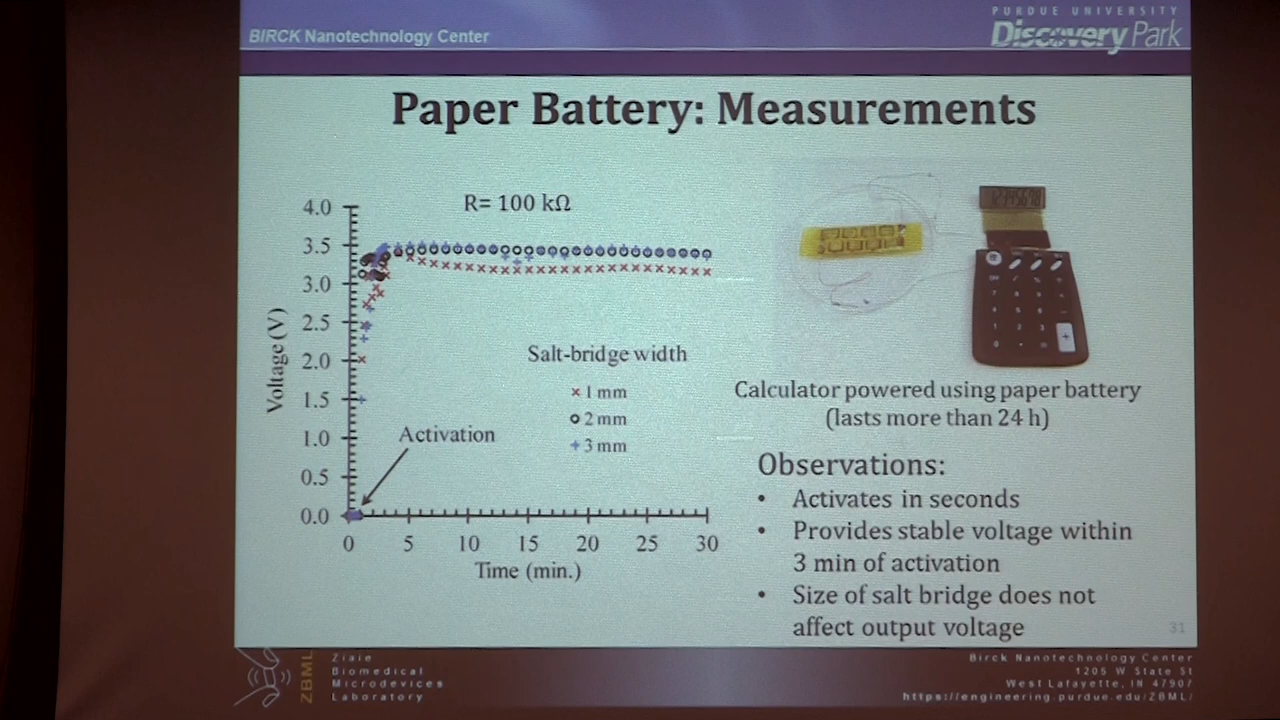 BIRCK Nanotechnology Center
PURDUE UNIVERSITY
Discovery Park
Paper Battery: Measurements
R= 100 kΩ
4.0
3.5
3.0
2.5
2.0
1.5
1.0
0.5
0.0
Voltage (V)
Salt-bridge width
× 1 mm
o 2 mm
+ 3 mm
Activation
0 5 10 15 20 25 30
Time (min.)
Calculator powered using paper battery
(lasts more than 24 h)
Observations:
• Activates in seconds
• Provides stable voltage within
3 min of activation
• Size of salt bridge does not
affect output voltage
31
ZBML
Ziaie
Biomedical
Microdevices
Laboratory
Birck Nanotechnology Center
1205 W State St
West Lafayette, IN 47907
https://engineering.purdue.edu/ZBML/